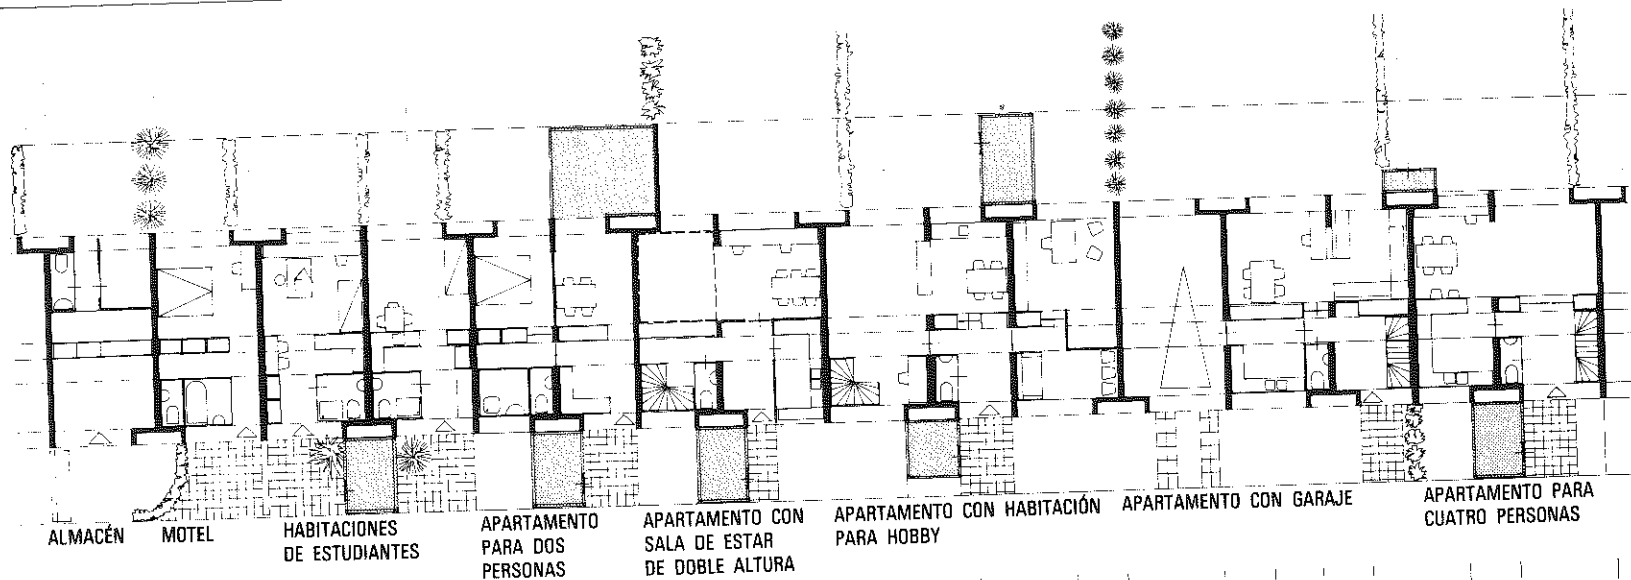 ALMACÉN
MOTEL
HABITACIONES
DE ESTUDIANTES
APARTAMENTO
PARA DOS
PERSONAS
APARTAMENTO CON
SALA DE ESTAR
DE DOBLE ALTURA
APARTAMENTO CON HABITACIÓN
PARA HOBBY
APARTAMENTO CON GARAJE
APARTAMENTO PARA
CUATRO PERSONAS